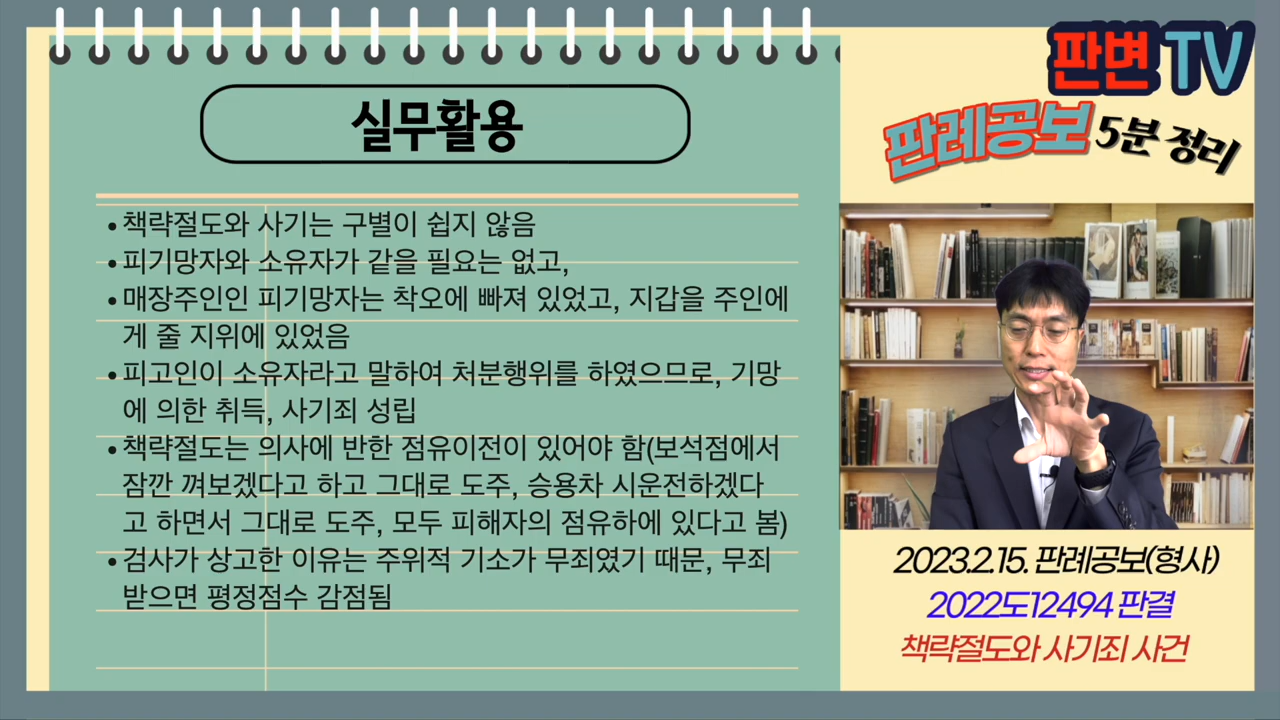 실무활용
• 책략절도와 사기는 구별이 쉽지 않음
• 피기망자와 소유자가 같을 필요는 없고,
• 매장주인인 피기망자는 착오에 빠져 있었고, 지갑을 주인에
게 줄 지위에 있었음
• 피고인이 소유자라고 말하여 처분행위를 하였으므로, 기망
에 의한 취득, 사기죄 성립
• 책략절도는 의사에 반한 점유이전이 있어야 함(보석점에서
잠깐 껴보겠다고 하고 그대로 도주, 승용차 시운전하겠다
고 하면서 그대로 도주, 모두 피해자의 점유하에 있다고 봄)
• 검사가 상고한 이유는 주위적 기소가 무죄였기 때문, 무죄
받으면 평정점수 감점됨
판변 TV
판례공보 5분 정리
2023.2.15. 판례공보(형사)
2022도12494 판결
책략절도와 사기죄 사건